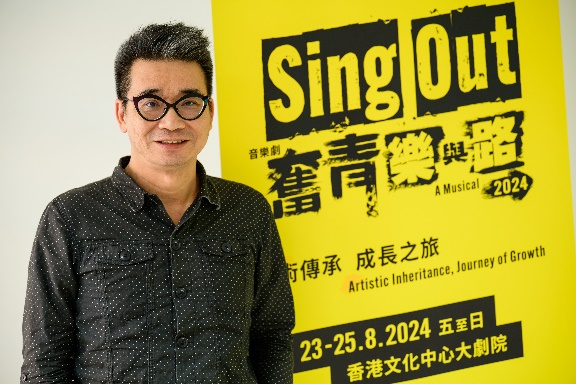 Sing Out
音樂劇
奮青樂與路
A Musical
2024
術傳承 成長之旅
Artistic Inheritance, Journey of Growth
23-25.8.2024 五至日
香港文化中心大劇院